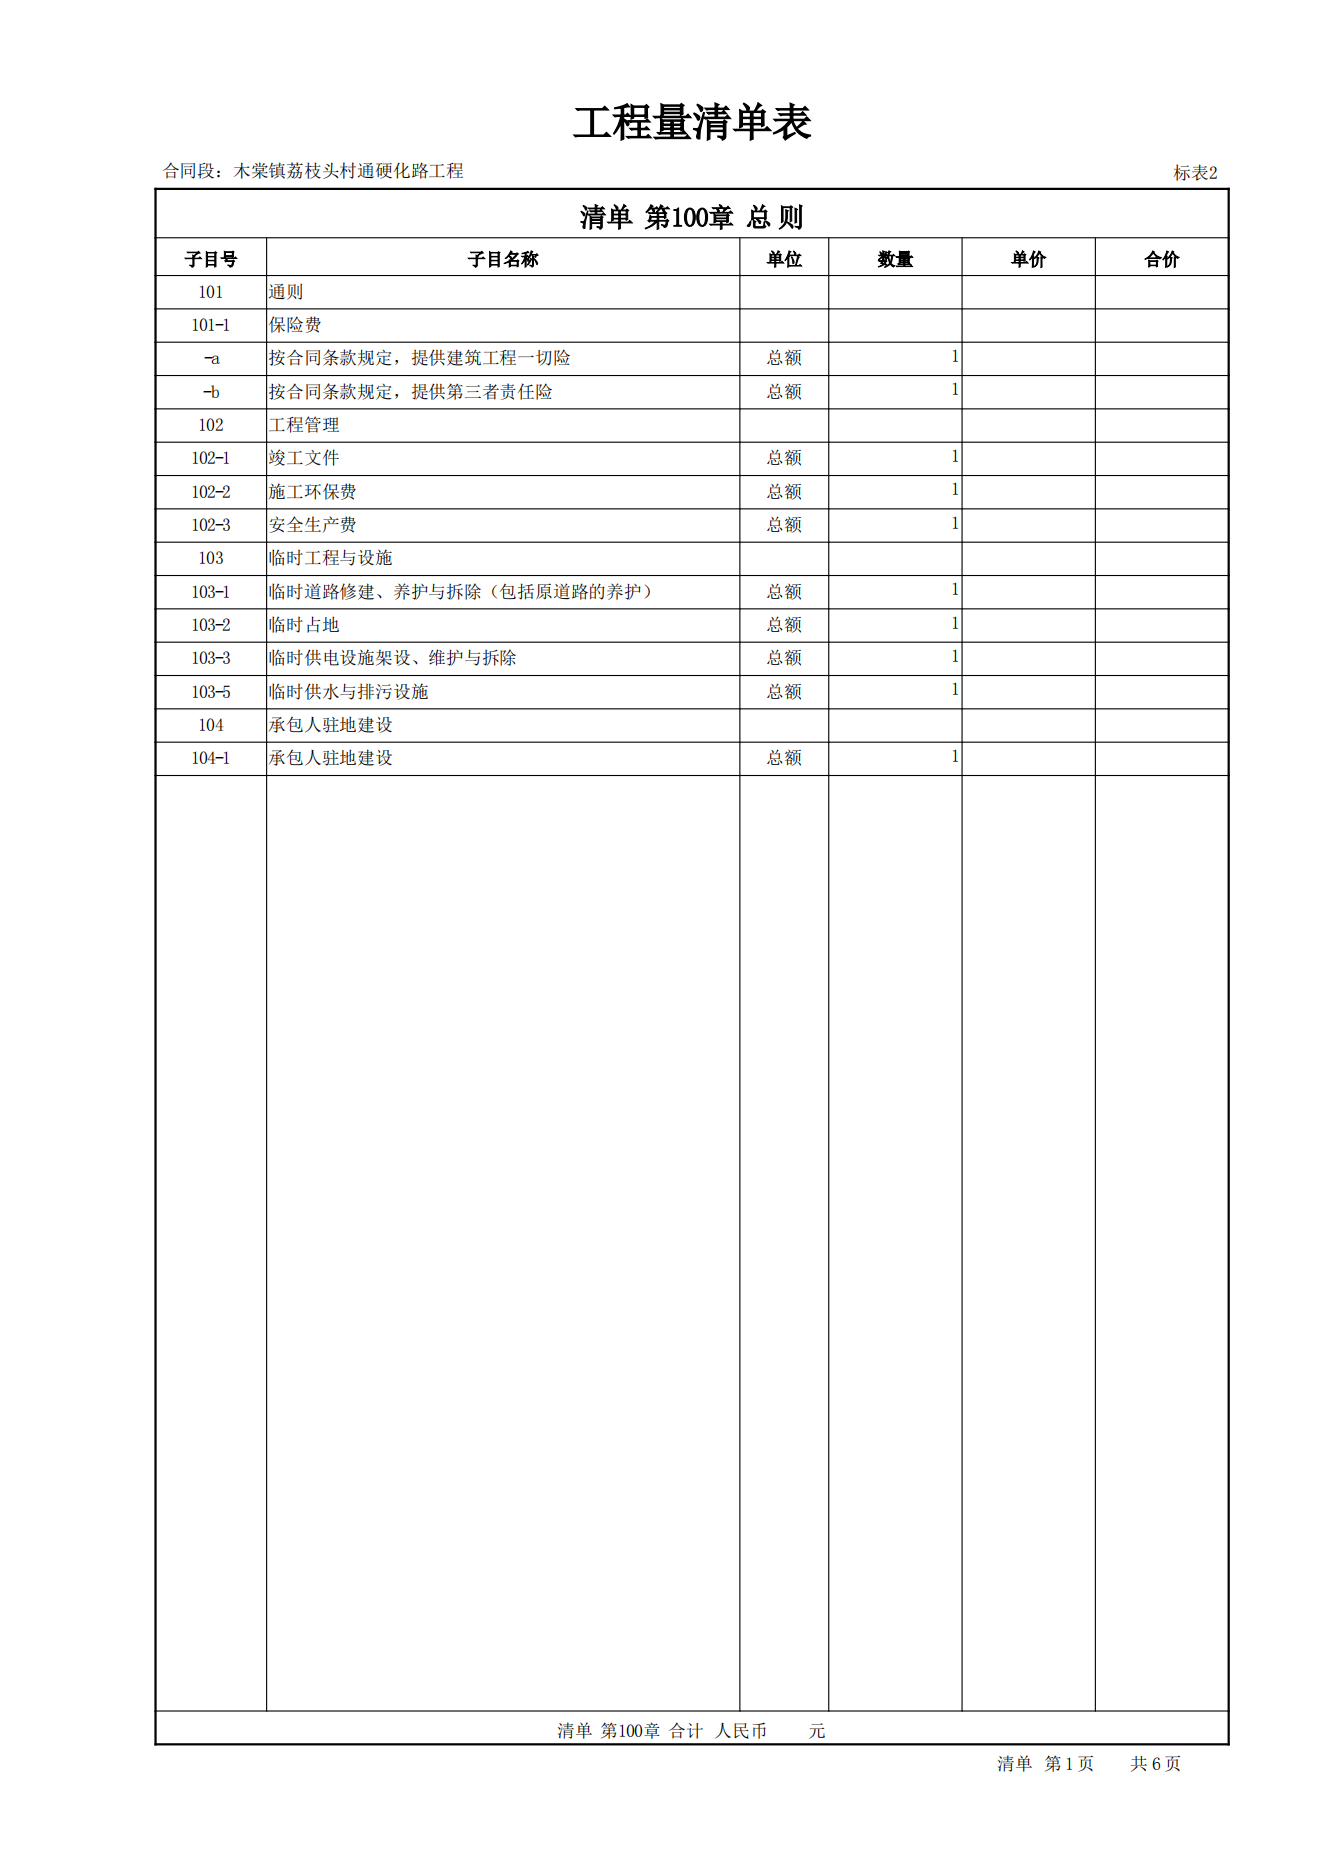 工程量清单表
合同段：木棠镇荔枝头村通硬化路工程 标表2
清单 第100章 总 则
子目号 子目名称 单位 数量 单价 合价
101 通则
101-1 保险费
-a 按合同条款规定，提供建筑工程一切险 总额 1
-b 按合同条款规定，提供第三者责任险 总额 1
102 工程管理
102-1 竣工文件 总额 1
102-2 施工环保费 总额 1
102-3 安全生产费 总额 1
103 临时工程与设施
103-1 临时道路修建、养护与拆除（包括原道路的养护） 总额 1
103-2 临时占地 总额 1
103-3 临时供电设施架设、维护与拆除 总额 1
103-5 临时供水与排污设施 总额 1
104 承包人驻地建设
104-1 承包人驻地建设 总额 1
清单 第100章 合计 人民币 元
清单 第1页 共6页